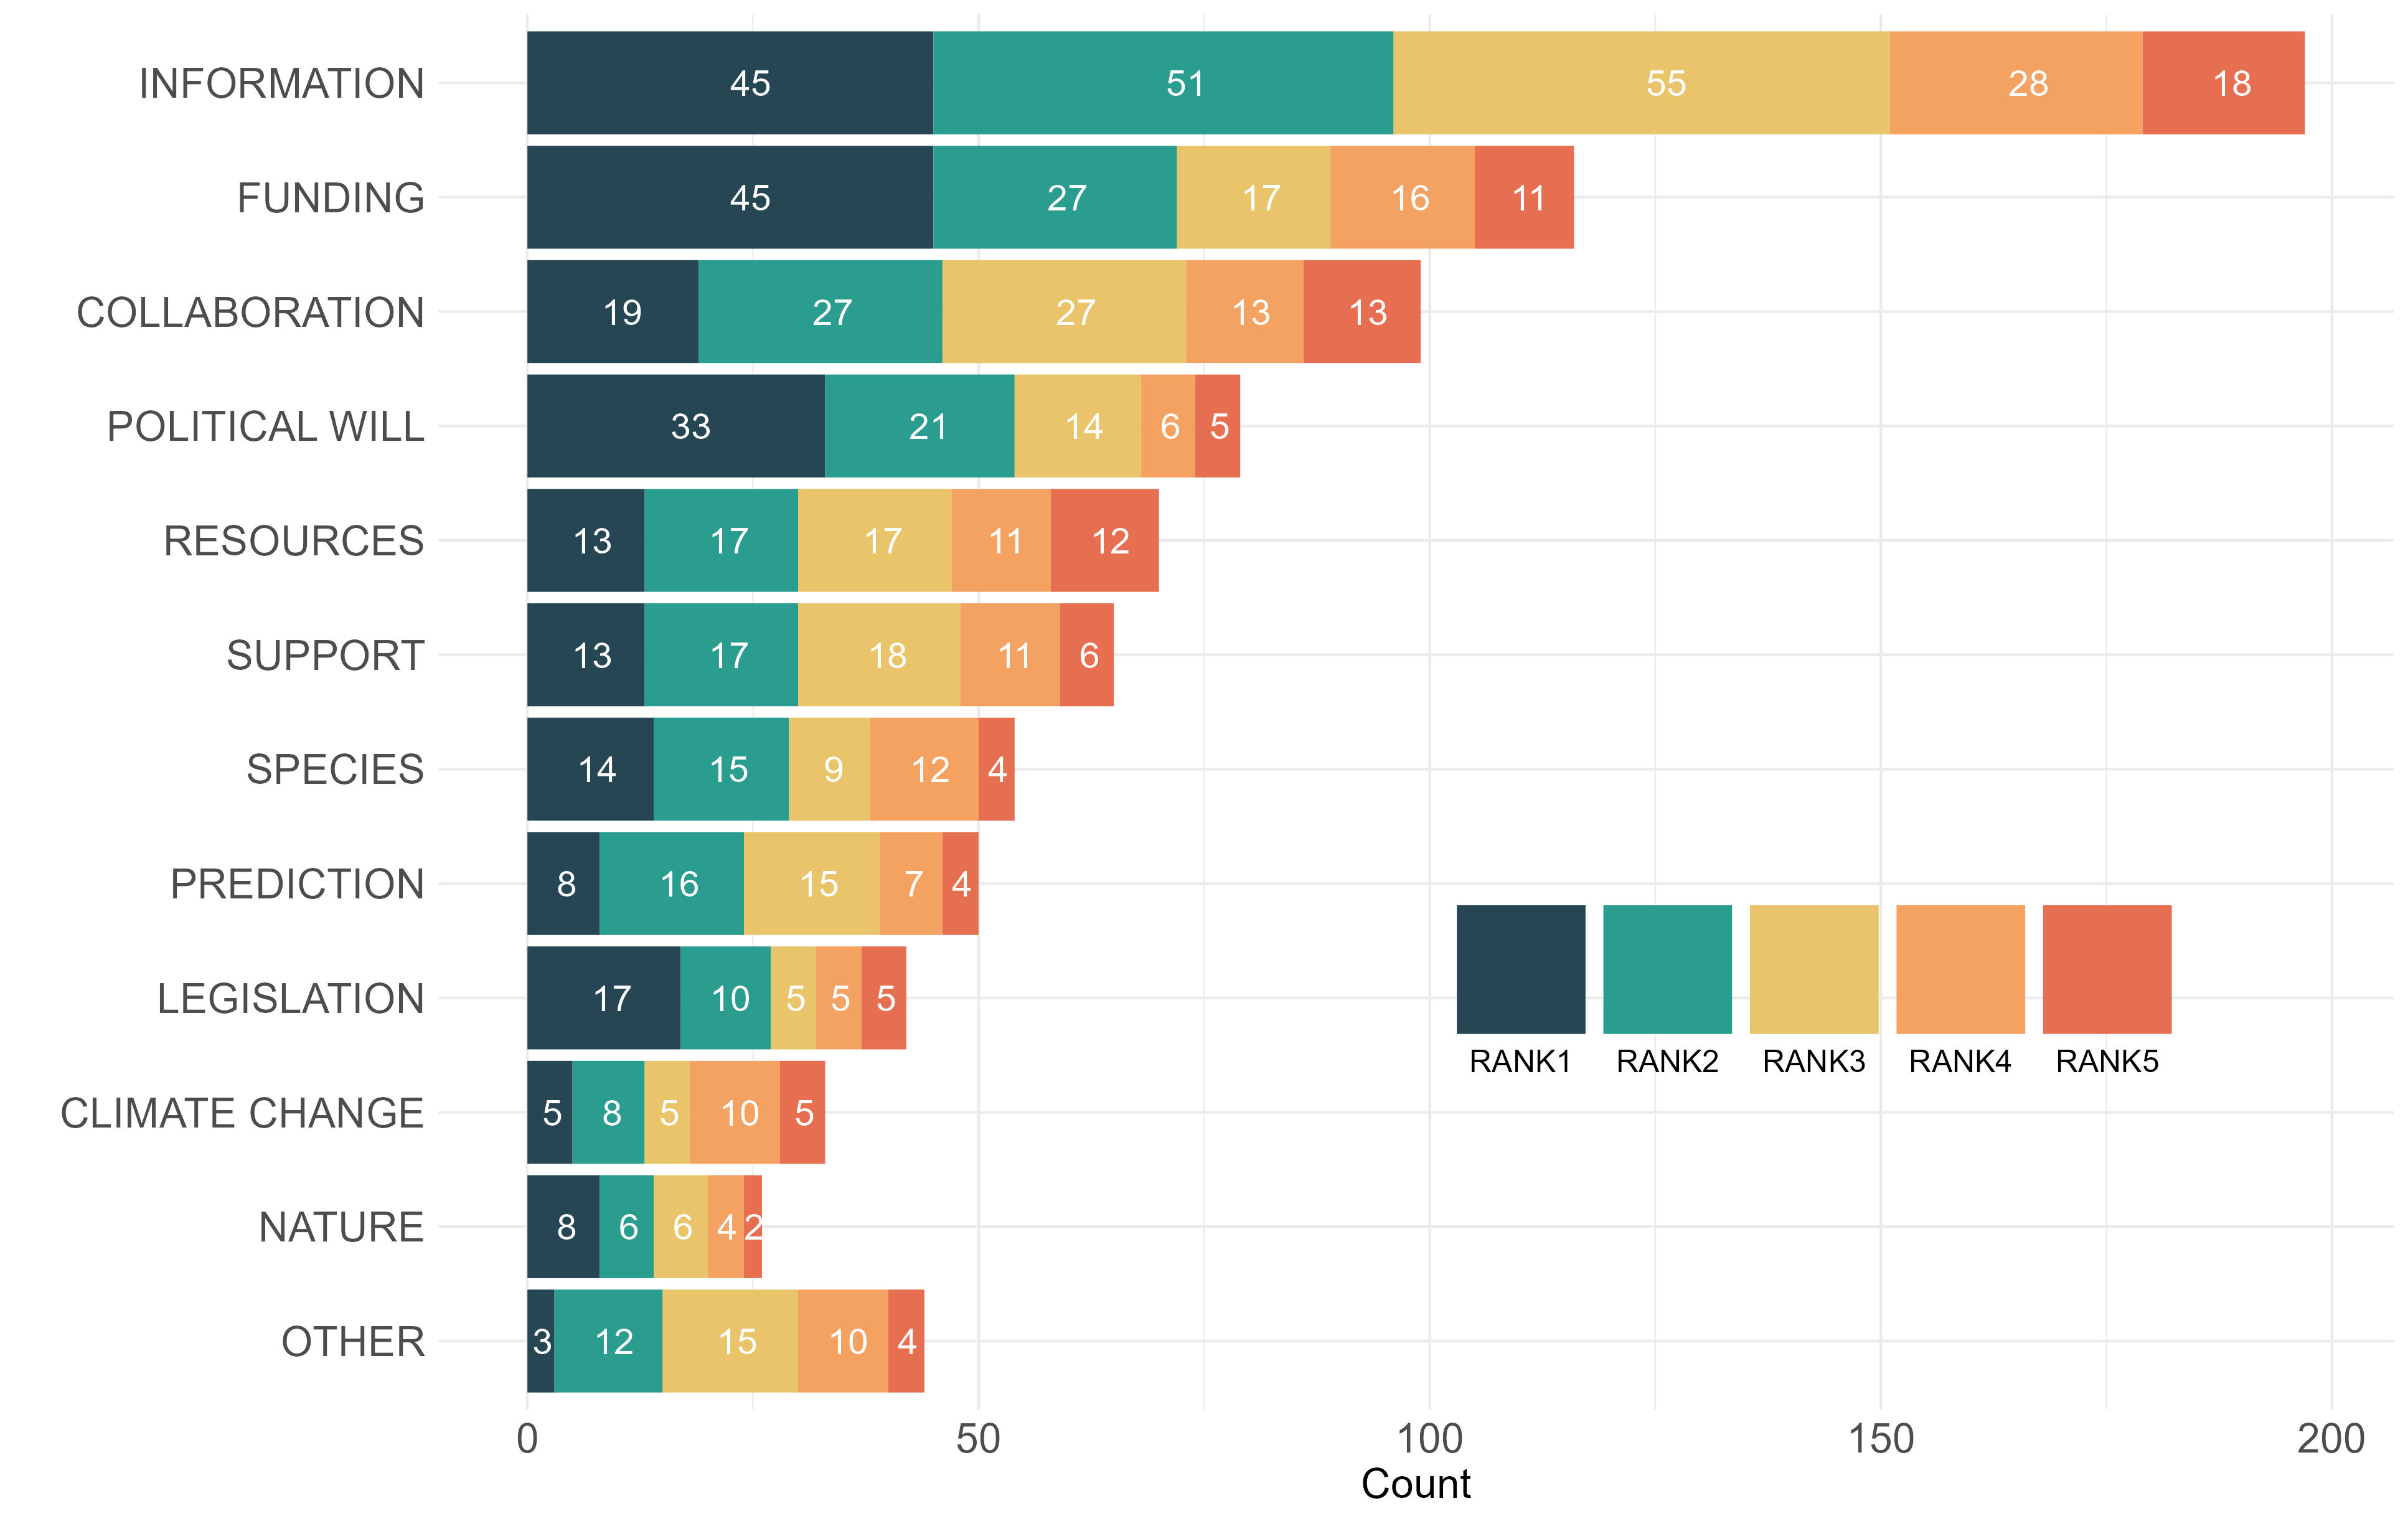 INFORMATION 45 51 55 28 18
FUNDING 45 27 17 16 11
COLLABORATION 19 27 27 13 13
POLITICAL WILL 33 21 14 6 5
RESOURCES 13 17 17 11 12
SUPPORT 13 17 18 11 6
SPECIES 14 15 9 12 4
PREDICTION 8 16 15 7 4
LEGISLATION 17 10 5 5 5
RANK1 RANK2 RANK3 RANK4 RANK5
CLIMATE CHANGE 5 8 5 10 5
NATURE 8 6 6 4 2
OTHER 3 12 15 10 4
0 50 100 150 200
Count